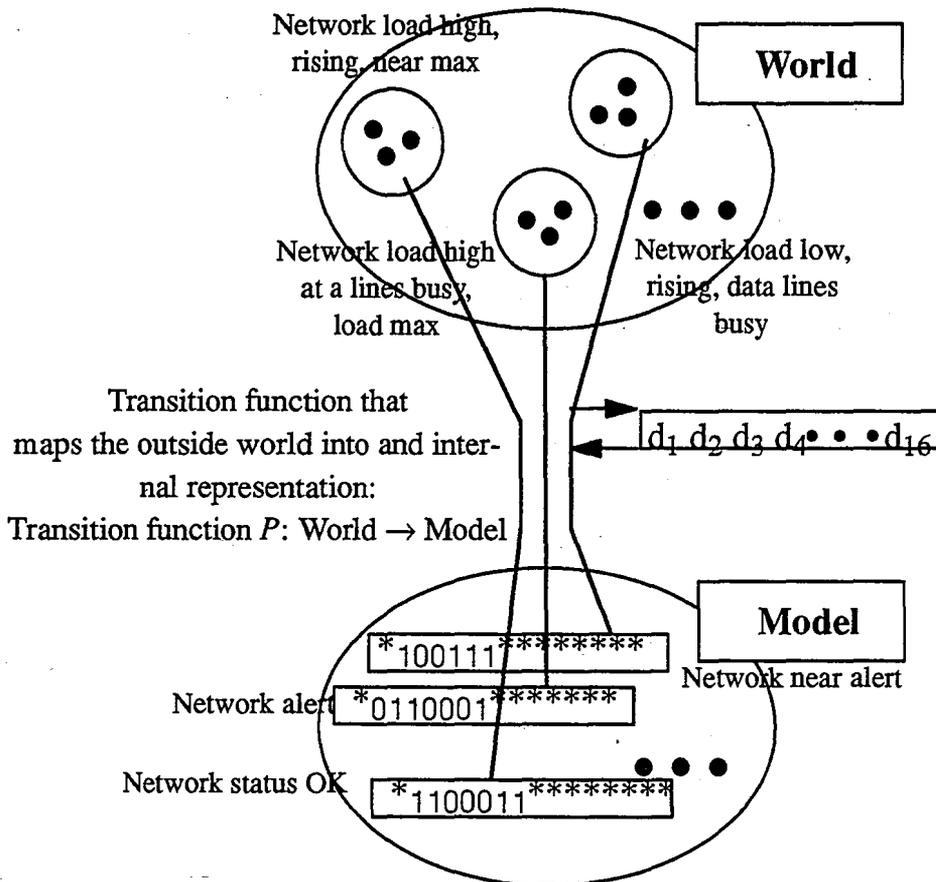 Network load high,
rising, near max
World
Network load high
at a lines busy,
load max
Network load low,
rising, data lines
busy
Transition function that
maps the outside world into and inter-
nal representation:
Transition function P: World → Model
d1 d2 d3 d4• • •d16
Model
*100111********
Network near alert
Network alert
*0110001*******
Network status OK
*1100011********